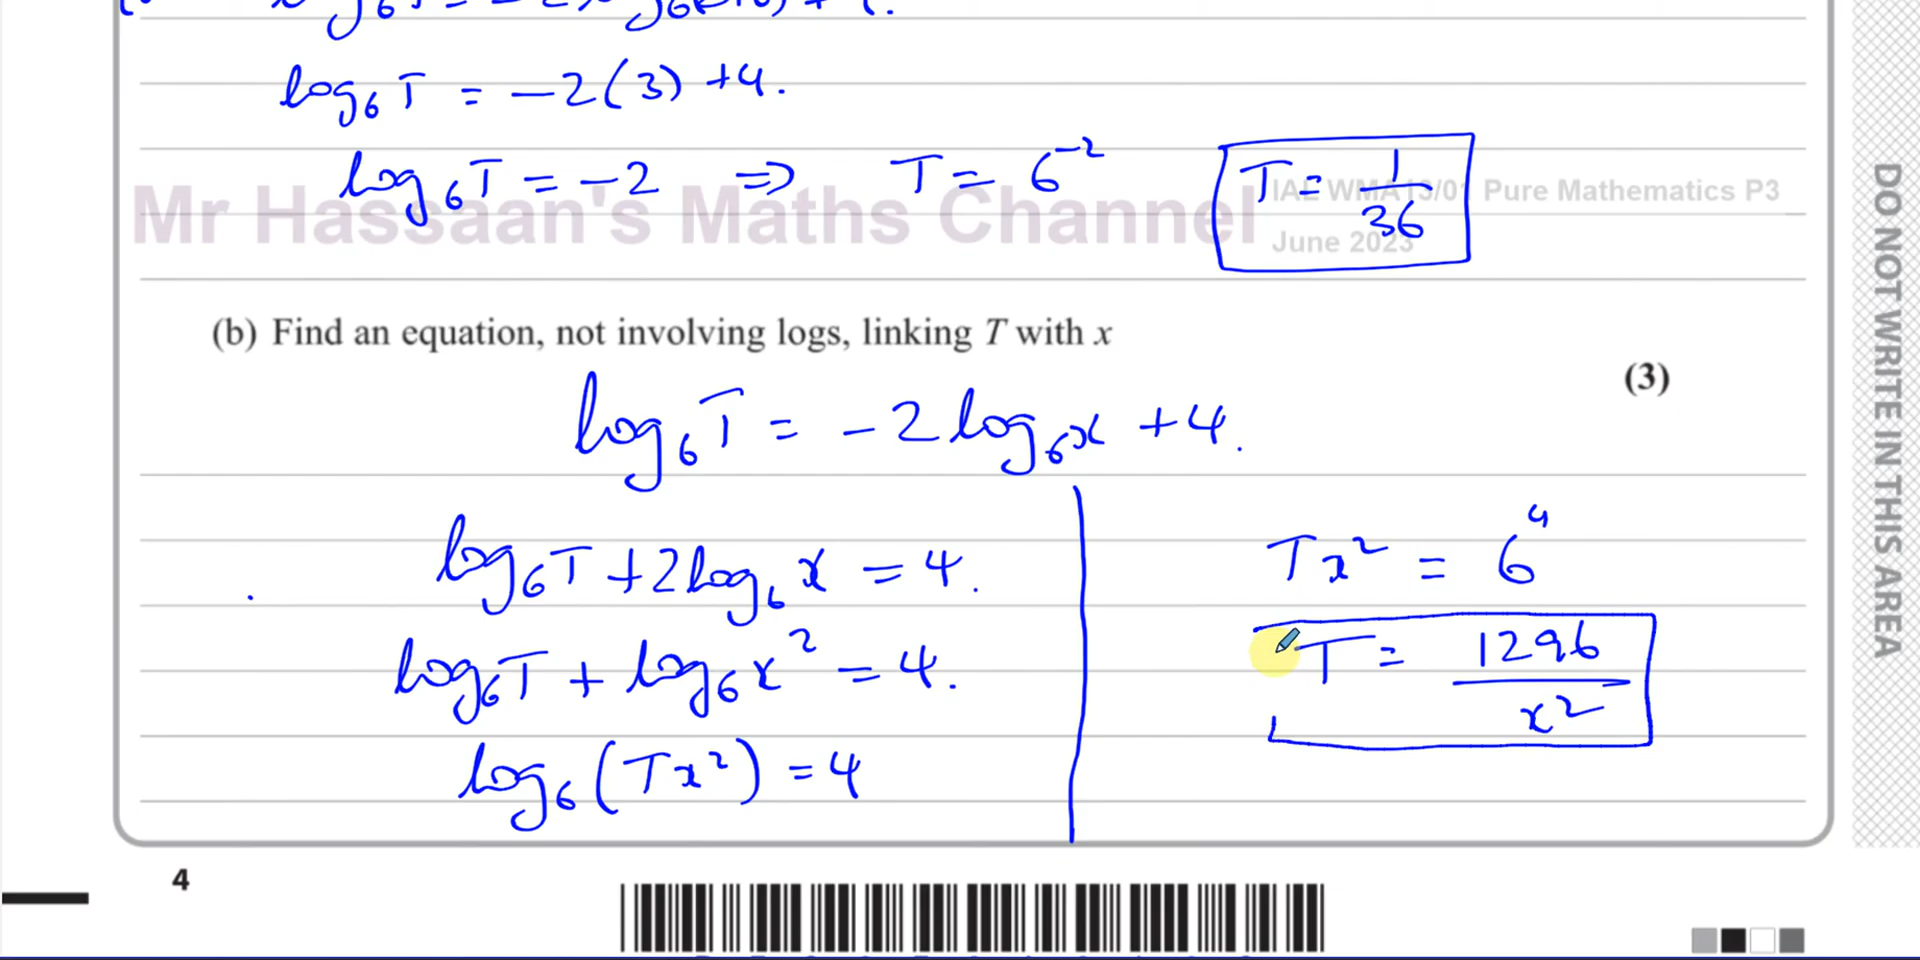 log₆T = -2(3) +4.
log₆T = -2 ⇒ T = 6⁻² T = 1/36
Mr Hassaan's Maths Channel
IAL WMA13/01 Pure Mathematics P3
June 2023
(b) Find an equation, not involving logs, linking T with x
(3)
log₆T = -2log₆x +4.
log₆T +2log₆x = 4.
log₆T + log₆x² = 4.
log₆(Tx²) = 4
Tx² = 6⁴
T = 1296/x²
4
DO NOT WRITE IN THIS AREA